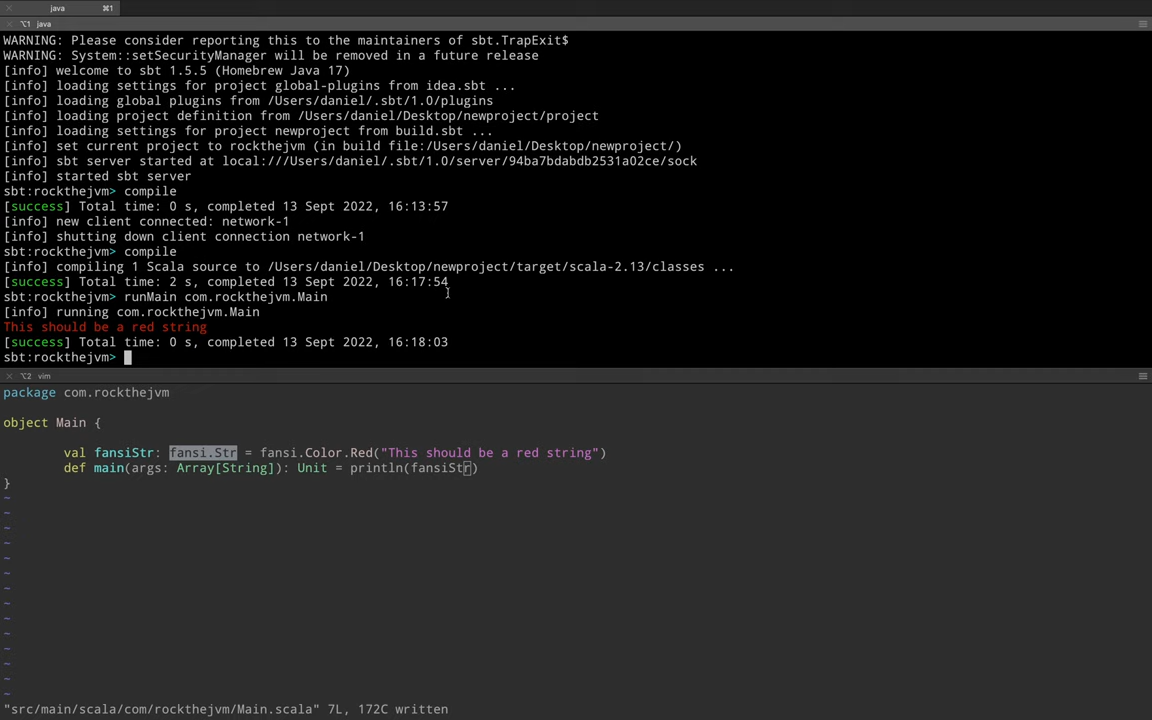 java ⌘1
⌥1 java
WARNING: Please consider reporting this to the maintainers of sbt.TrapExit$
WARNING: System::setSecurityManager will be removed in a future release
[info] welcome to sbt 1.5.5 (Homebrew Java 17)
[info] loading settings for project global-plugins from idea.sbt ...
[info] loading global plugins from /Users/daniel/.sbt/1.0/plugins
[info] loading project definition from /Users/daniel/Desktop/newproject/project
[info] loading settings for project newproject from build.sbt ...
[info] set current project to rockthejvm (in build file:/Users/daniel/Desktop/newproject/)
[info] sbt server started at local:///Users/daniel/.sbt/1.0/server/94ba7bdabdb2531a02ce/sock
[info] started sbt server
sbt:rockthejvm> compile
[success] Total time: 0 s, completed 13 Sept 2022, 16:13:57
[info] new client connected: network-1
[info] shutting down client connection network-1
sbt:rockthejvm> compile
[info] compiling 1 Scala source to /Users/daniel/Desktop/newproject/target/scala-2.13/classes ...
[success] Total time: 2 s, completed 13 Sept 2022, 16:17:54
sbt:rockthejvm> runMain com.rockthejvm.Main
[info] running com.rockthejvm.Main
This should be a red string
[success] Total time: 0 s, completed 13 Sept 2022, 16:18:03
sbt:rockthejvm>
⌥2 vim
package com.rockthejvm
object Main {
val fansiStr: fansi.Str = fansi.Color.Red("This should be a red string")
def main(args: Array[String]): Unit = println(fansiStr)
}
~
~
~
~
~
~
~
~
~
~
~
~
~
~
"src/main/scala/com/rockthejvm/Main.scala" 7L, 172C written